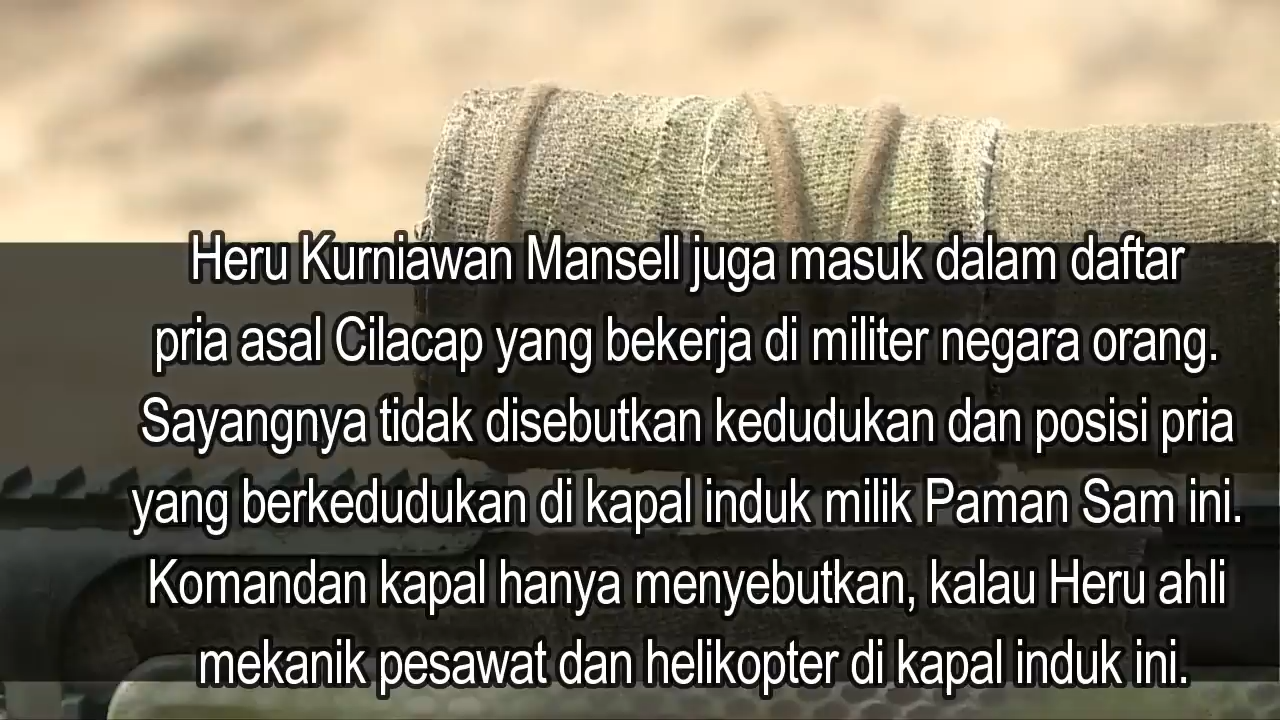 Heru Kurniawan Mansell juga masuk dalam daftar
pria asal Cilacap yang bekerja di militer negara orang.
Sayangnya tidak disebutkan kedudukan dan posisi pria
yang berkedudukan di kapal induk milik Paman Sam ini.
Komandan kapal hanya menyebutkan, kalau Heru ahli
mekanik pesawat dan helikopter di kapal induk ini.